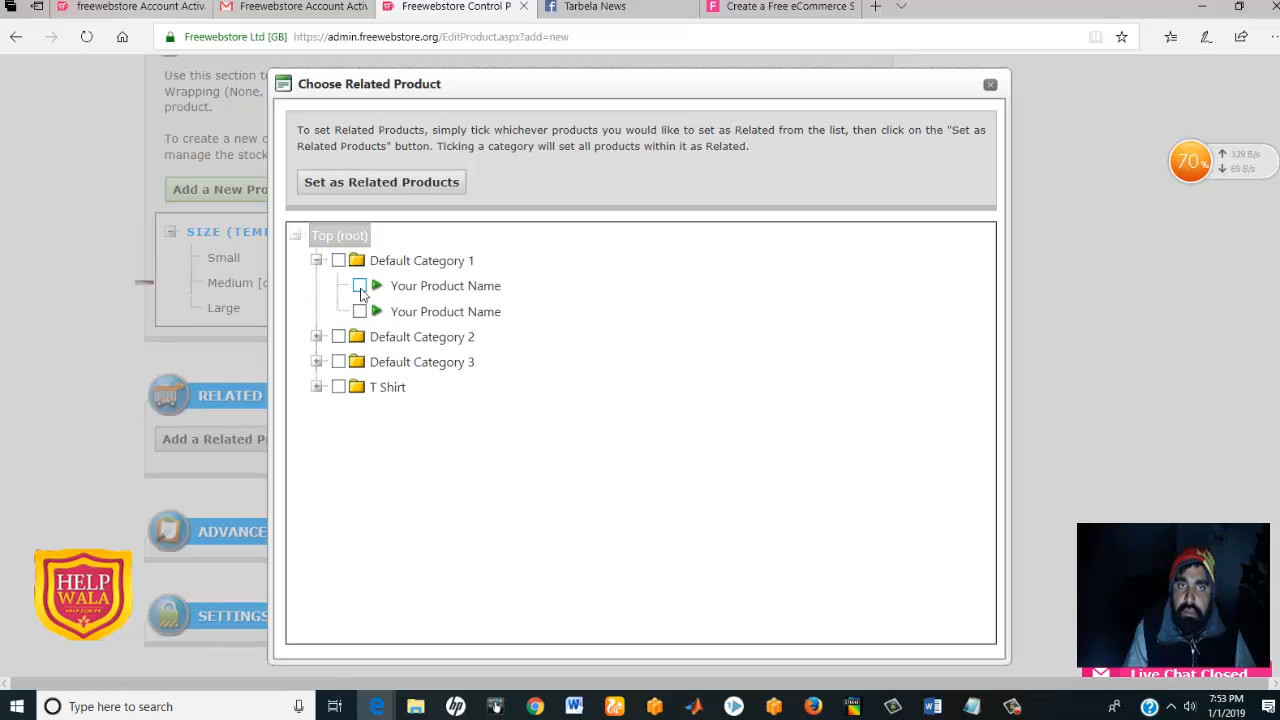 freewebstore Account Activ
Freewebstore Account Acti
Freewebstore Control P
Tarbela News
Create a Free eCommerce S
Freewebstore Ltd [GB]
https://admin.freewebstore.org/EditProduct.aspx?add=new
Use this section to
Wrapping (None,
product.
To create a new o
manage the stock
Add a New Pro
SIZE (TEM
Small
Medium [d
Large
RELATED
Add a Related P
ADVANCE
SETTINGS
Choose Related Product
To set Related Products, simply tick whichever products you would like to set as Related from the list, then click on the "Set as
Related Products" button. Ticking a category will set all products within it as Related.
Set as Related Products
Top (root)
Default Category 1
Your Product Name
Your Product Name
Default Category 2
Default Category 3
T Shirt
70%
HELP
WALA
Live Chat Closed
Type here to search
7:53 PM
1/1/2019